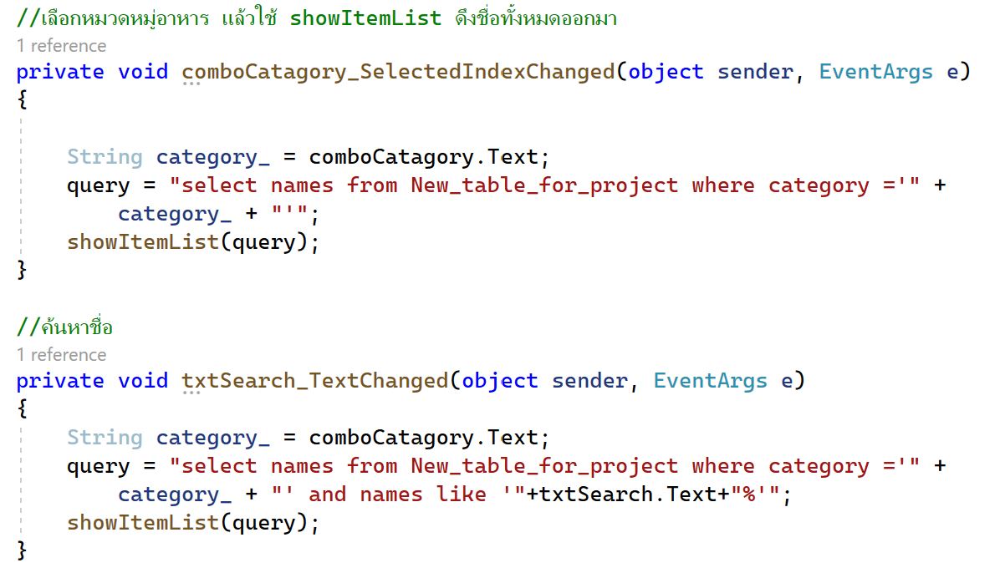 //เลือกหมวดหมู่อาหาร แล้วใช้ showItemList ดึงชื่อทั้งหมดออกมา
1 reference
private void comboCatagory_SelectedIndexChanged(object sender, EventArgs e)
{
String category_ = comboCatagory.Text;
query = "select names from New_table_for_project where category ='" +
category_ + "'";
showItemList(query);
}
//ค้นหาชื่อ
1 reference
private void txtSearch_TextChanged(object sender, EventArgs e)
{
String category_ = comboCatagory.Text;
query = "select names from New_table_for_project where category ='" +
category_ + "' and names like '"+txtSearch.Text+"%'";
showItemList(query);
}